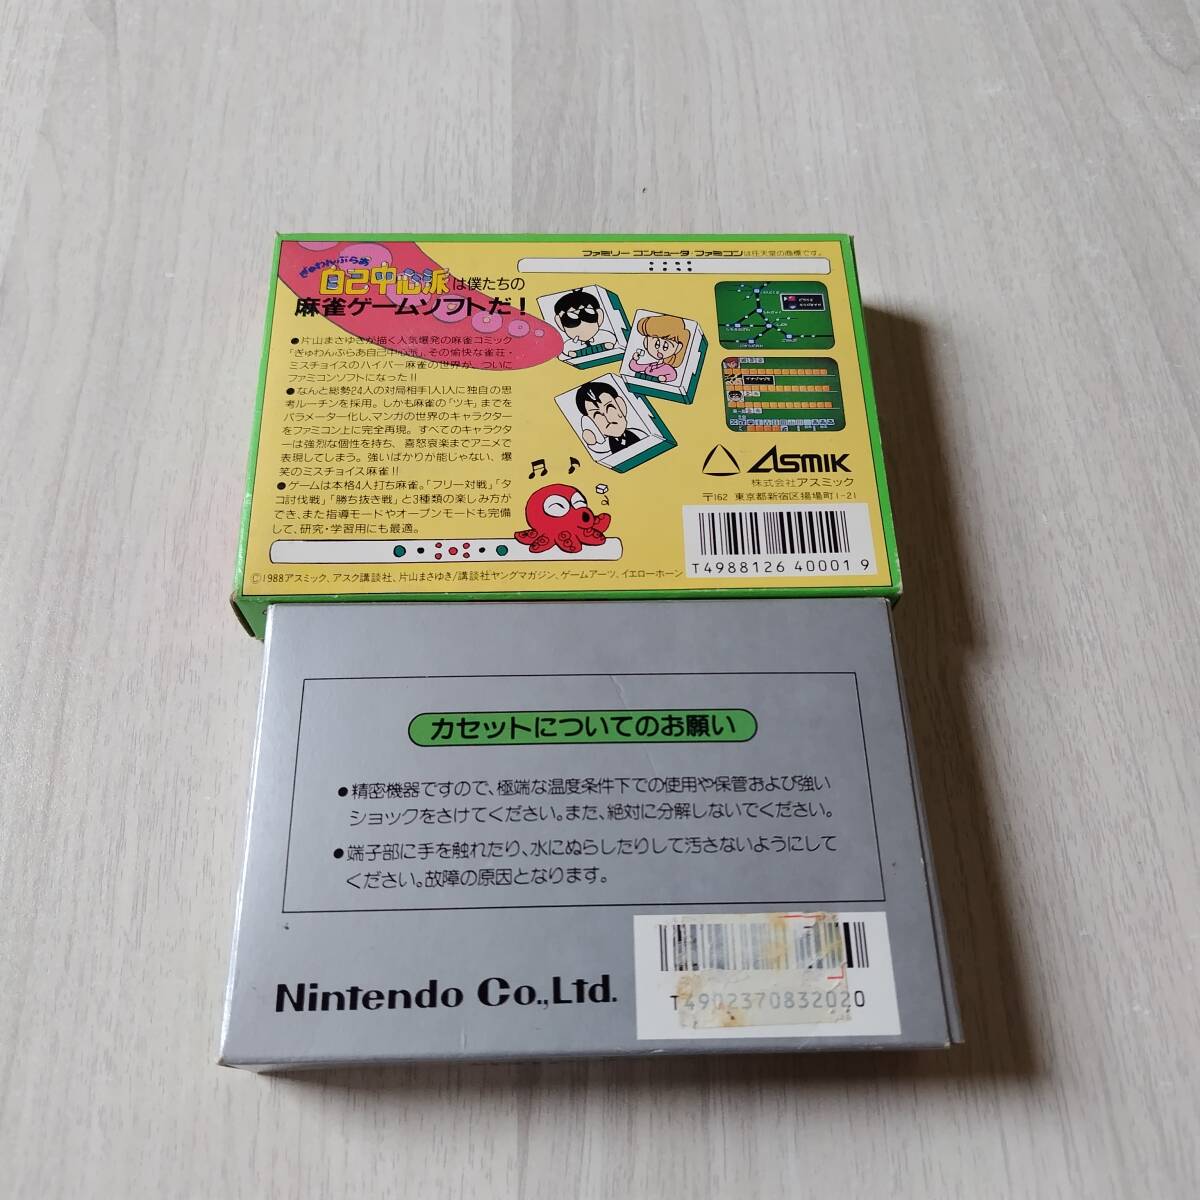 ファミリーコンピュータ・ファミコンは任天堂の商標です。
ぎゅわんぶらあ
自己中心派は僕たちの
麻雀ゲームソフトだ!
●片山まさゆきが描く人気爆発の麻雀コミック
「ぎゅわんぶらあ自己中心派」、その愉快な雀荘・
ミスチョイスのハイパー麻雀の世界が、ついに
ファミコンソフトになった!!
●なんと総勢24人の対局相手1人1人に独自の思
考ルーチンを採用。しかも麻雀の「ツキ」までを
パラメーター化し、マンガの世界のキャラクター
をファミコン上に完全再現。すべてのキャラクタ
ーは強烈な個性を持ち、喜怒哀楽までアニメで
表現してしまう。強いばかりが能じゃない、爆
笑のミスチョイス麻雀!!
●ゲームは本格4人打ち麻雀。「フリー対戦」「タ
コ討伐戦」「勝ち抜き戦」と3種類の楽しみ方が
でき、また指導モードやオープンモードも完備
して、研究・学習用にも最適。
ASMIK
株式会社アスミック
〒162 東京都新宿区揚場町1-21
T4988126 400019
©1988アスミック、アスク講談社、片山まさゆき/講談社ヤングマガジン、ゲームアーツ、イエローホーン
カセットについてのお願い
●精密機器ですので、極端な温度条件下での使用や保管および強い
ショックをさけてください。また、絶対に分解しないでください。
●端子部に手を触れたり、水にぬらしたりして汚さないようにして
ください。故障の原因となります。
Nintendo Co.,Ltd.
T4902370832020